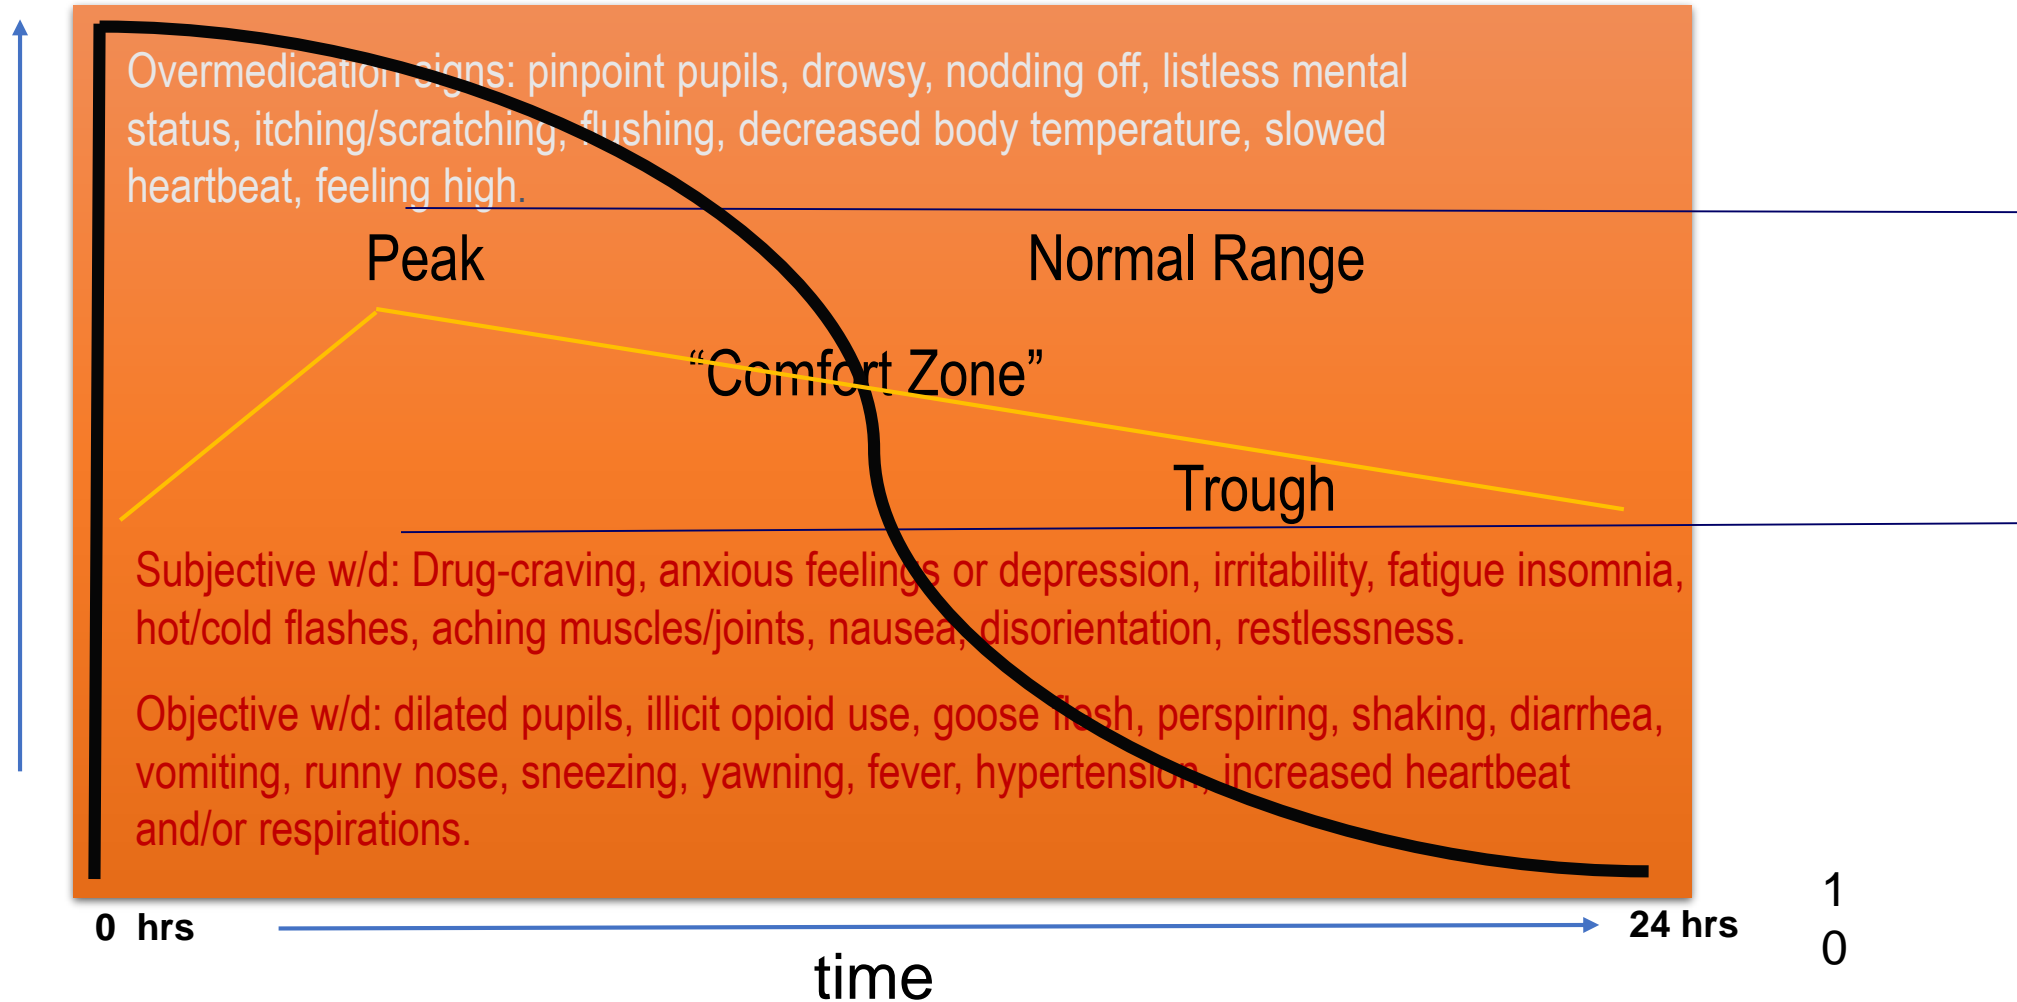 Overmedication signs: pinpoint pupils, drowsy, nodding off, listless mental
status, itching/scratching, flushing, decreased body temperature, slowed
heartbeat, feeling high.
Peak
Normal Range
“Comfort Zone”
Trough
Subjective w/d: Drug-craving, anxious feelings or depression, irritability, fatigue insomnia,
hot/cold flashes, aching muscles/joints, nausea, disorientation, restlessness.
Objective w/d: dilated pupils, illicit opioid use, goose flesh, perspiring, shaking, diarrhea,
vomiting, runny nose, sneezing, yawning, fever, hypertension, increased heartbeat
and/or respirations.
0 hrs
24 hrs
time
1
0